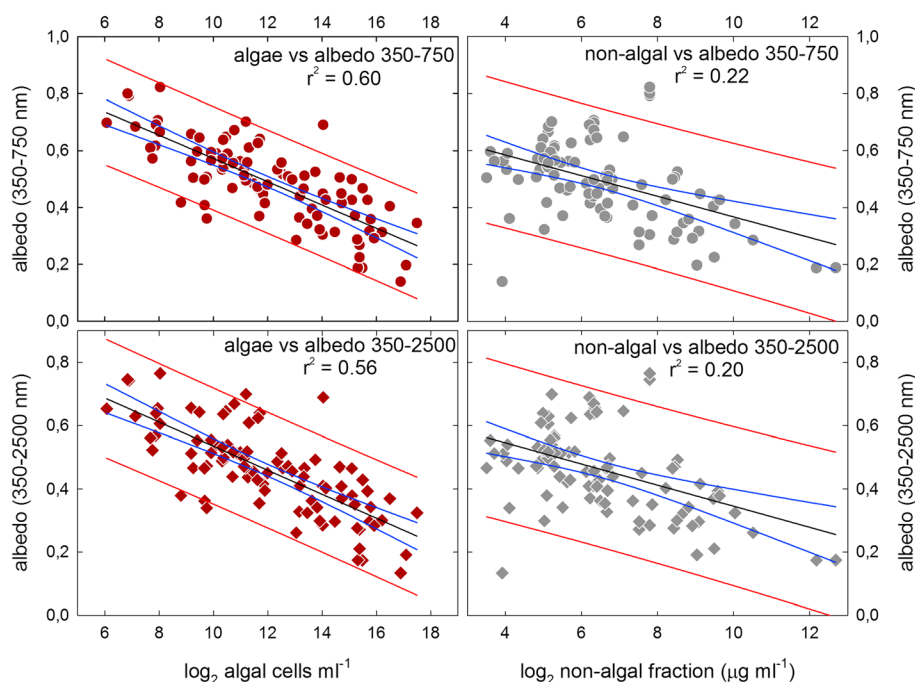 6 8 10 12 14 16 18 4 6 8 10 12
1,0
0,8
0,6
0,4
0,2
0,0
albedo (350-750 nm)
algae vs albedo 350-750
r² = 0.60
non-algal vs albedo 350-750
r² = 0.22
1,0
0,8
0,6
0,4
0,2
0,0
albedo (350-750 nm)
0,8
0,6
0,4
0,2
0,0
albedo (350-2500 nm)
algae vs albedo 350-2500
r² = 0.56
non-algal vs albedo 350-2500
r² = 0.20
0,8
0,6
0,4
0,2
0,0
albedo (350-2500 nm)
6 8 10 12 14 16 18 4 6 8 10 12
log₂ algal cells ml⁻¹
log₂ non-algal fraction (µg ml⁻¹)